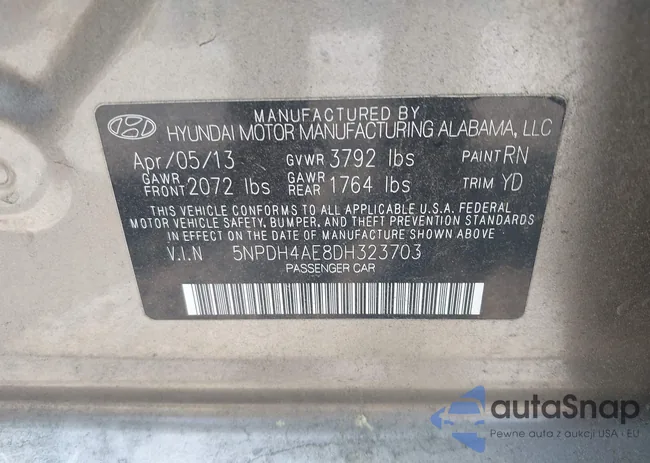 MANUFACTURED BY
HYUNDAI MOTOR MANUFACTURING ALABAMA, LLC
Apr/05/13 GVWR 3792 lbs PAINT RN
GAWR FRONT 2072 lbs GAWR REAR 1764 lbs TRIM YD
THIS VEHICLE CONFORMS TO ALL APPLICABLE U.S.A. FEDERAL
MOTOR VEHICLE SAFETY, BUMPER, AND THEFT PREVENTION STANDARDS
IN EFFECT ON THE DATE OF MANUFACTURE SHOWN ABOVE.
V.I.N 5NPDH4AE8DH323703
PASSENGER CAR
autaSnap
Pewne auta z aukcji USA - EU